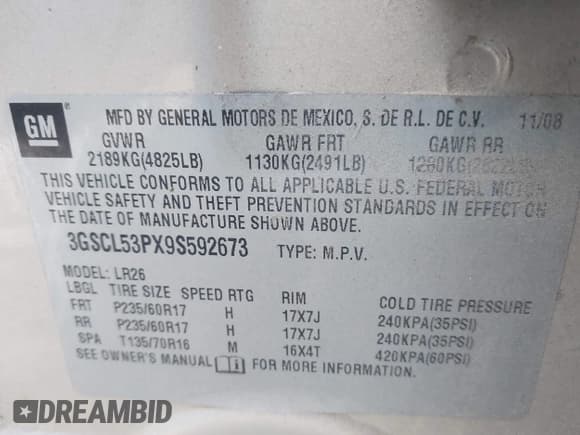 GM
MFD BY GENERAL MOTORS DE MEXICO, S. DE R.L. DE C.V. 11/08
GVWR GAWR FRT GAWR RR
2189KG(4825LB) 1130KG(2491LB)
THIS VEHICLE CONFORMS TO ALL APPLICABLE U.S. FEDERAL MOTOR
VEHICLE SAFETY AND THEFT PREVENTION STANDARDS IN EFFECT ON
THE DATE OF MANUFACTURE SHOWN ABOVE.
3GSCL53PX9S592673 TYPE: M.P.V.
MODEL: LR26
LBGL TIRE SIZE SPEED RTG RIM COLD TIRE PRESSURE
FRT P235/60R17 H 17X7J 240KPA(35PSI)
RR P235/60R17 H 17X7J 240KPA(35PSI)
SPA T135/70R16 M 16X4T 420KPA(60PSI)
SEE OWNER'S MANUAL FOR MORE INFORMATION.
DREAMBID